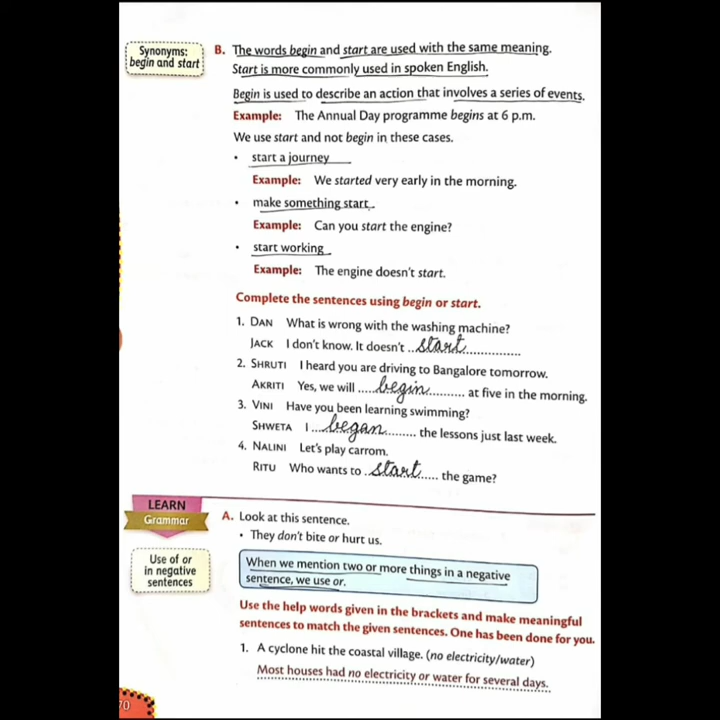 Synonyms:
begin and start
B. The words begin and start are used with the same meaning.
Start is more commonly used in spoken English.
Begin is used to describe an action that involves a series of events.
Example: The Annual Day programme begins at 6 p.m.
We use start and not begin in these cases.
• start a journey
Example: We started very early in the morning.
• make something start
Example: Can you start the engine?
• start working
Example: The engine doesn't start.
Complete the sentences using begin or start.
1. DAN What is wrong with the washing machine?
JACK I don't know. It doesn't ..start..................
2. SHRUTI I heard you are driving to Bangalore tomorrow.
AKRITI Yes, we will .....begin.......... at five in the morning.
3. VINI Have you been learning swimming?
SHWETA I ...began......... the lessons just last week.
4. NALINI Let's play carrom.
RITU Who wants to ..start..... the game?
LEARN
Grammar
A. Look at this sentence.
• They don't bite or hurt us.
Use of or
in negative
sentences
When we mention two or more things in a negative
sentence, we use or.
Use the help words given in the brackets and make meaningful
sentences to match the given sentences. One has been done for you.
1. A cyclone hit the coastal village. (no electricity/water)
Most houses had no electricity or water for several days.
70